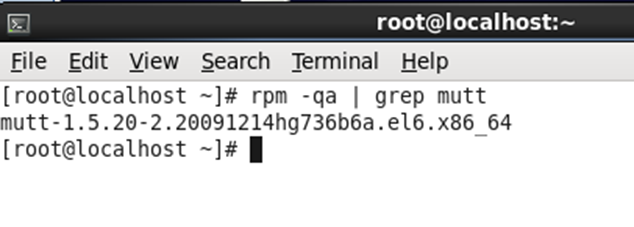 root@localhost:~
File Edit View Search Terminal Help
[root@localhost ~]# rpm -qa | grep mutt
mutt-1.5.20-2.20091214hg736b6a.el6.x86_64
[root@localhost ~]#